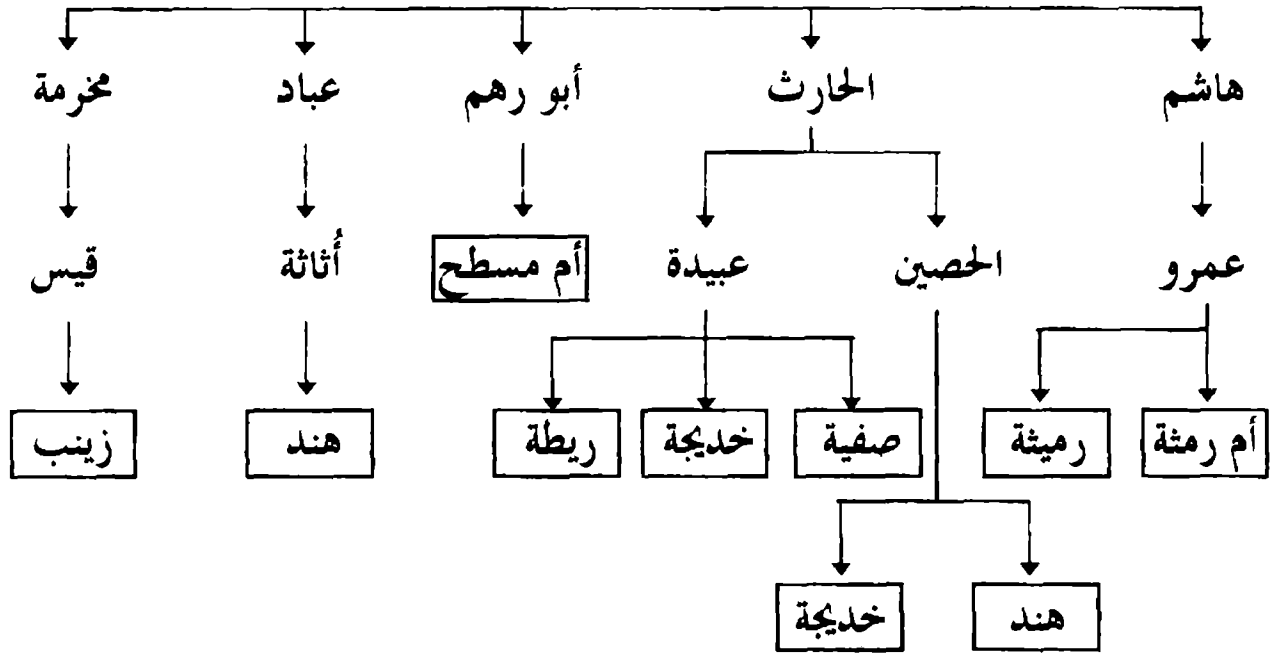 هاشم الحارث أبو رهم عباد مخرمة
عمرو الحصين عبيدة أم مسطح أُثاثة قيس
أم رمثة رميثة صفية خديجة ريطة هند زينب
هند خديجة